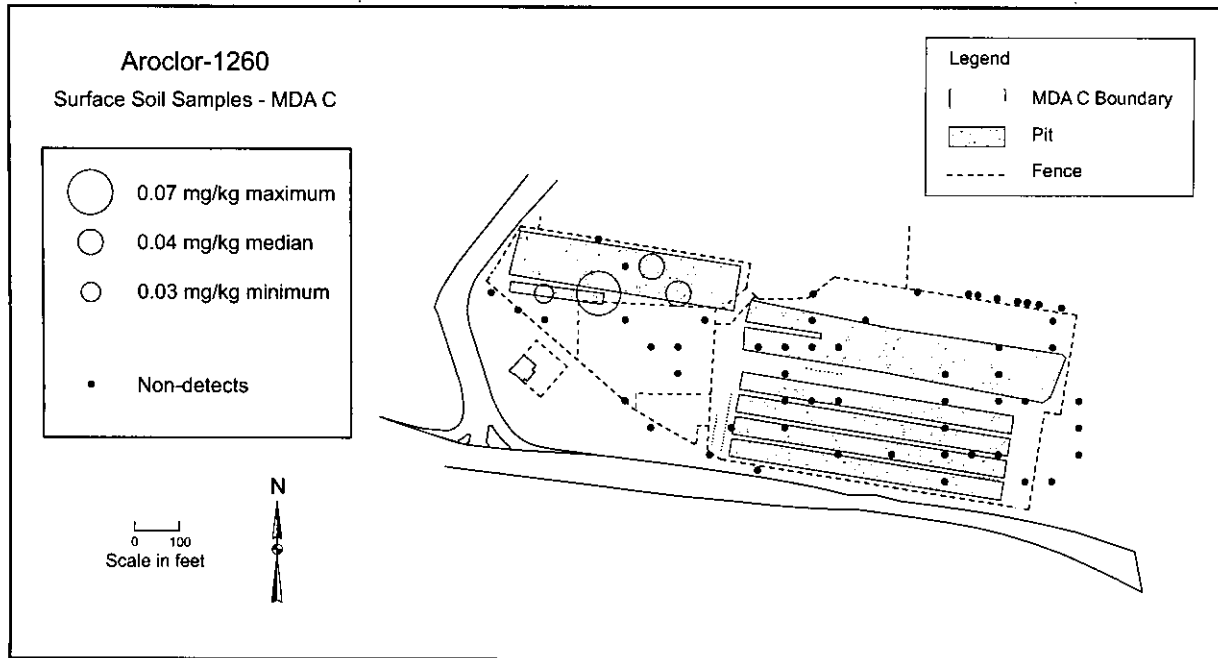 Aroclor-1260
Surface Soil Samples - MDA C
0.07 mg/kg maximum
0.04 mg/kg median
0.03 mg/kg minimum
Non-detects
Legend
MDA C Boundary
Pit
Fence
N
0 100
Scale in feet